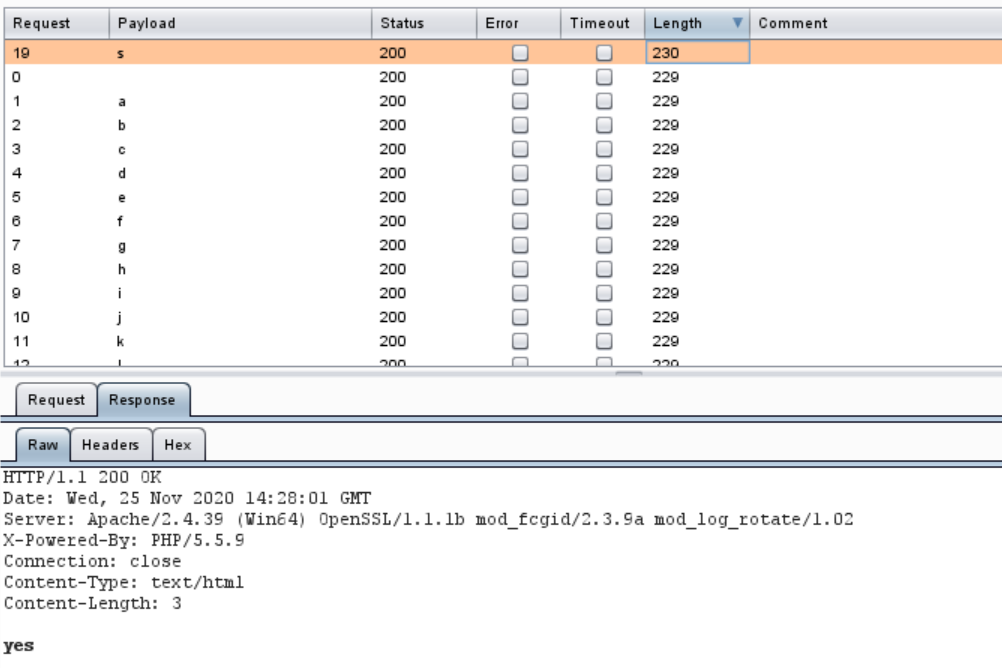 Request Payload Status Error Timeout Length Comment
19 s 200 230
0 200 229
1 a 200 229
2 b 200 229
3 c 200 229
4 d 200 229
5 e 200 229
6 f 200 229
7 g 200 229
8 h 200 229
9 i 200 229
10 j 200 229
11 k 200 229
12 l 200 229
Request Response
Raw Headers Hex
HTTP/1.1 200 OK
Date: Wed, 25 Nov 2020 14:28:01 GMT
Server: Apache/2.4.39 (Win64) OpenSSL/1.1.1b mod_fcgid/2.3.9a mod_log_rotate/1.02
X-Powered-By: PHP/5.5.9
Connection: close
Content-Type: text/html
Content-Length: 3
yes